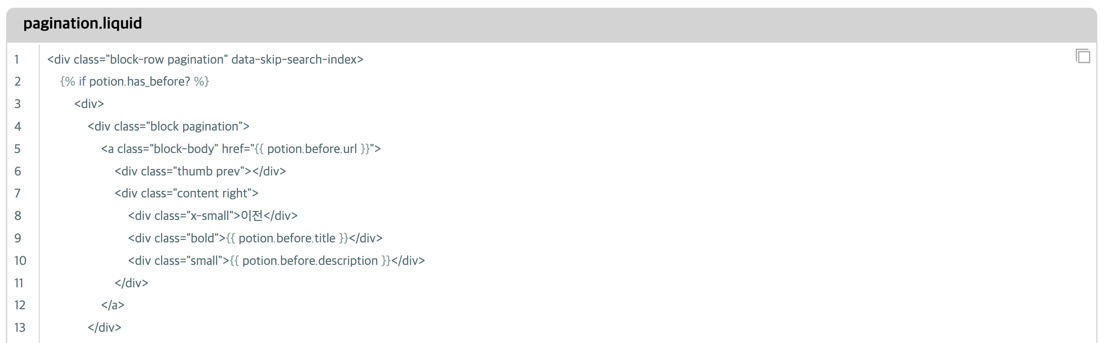 pagination.liquid
1 <div class="block-row pagination" data-skip-search-index>
2 {% if potion.has_before? %}
3 <div>
4 <div class="block pagination">
5 <a class="block-body" href="{{ potion.before.url }}">
6 <div class="thumb prev"></div>
7 <div class="content right">
8 <div class="x-small">이전</div>
9 <div class="bold">{{ potion.before.title }}</div>
10 <div class="small">{{ potion.before.description }}</div>
11 </div>
12 </a>
13 </div>